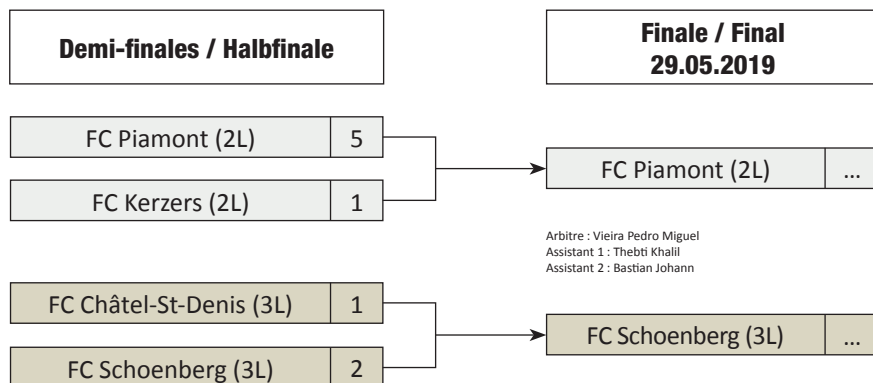 Demi-finales / Halbfinale
Finale / Final
29.05.2019
FC Piamont (2L) 5
FC Kerzers (2L) 1
FC Piamont (2L) ...
Arbitre : Vieira Pedro Miguel
Assistant 1 : Thebti Khalil
Assistant 2 : Bastian Johann
FC Châtel-St-Denis (3L) 1
FC Schoenberg (3L) 2
FC Schoenberg (3L) ...